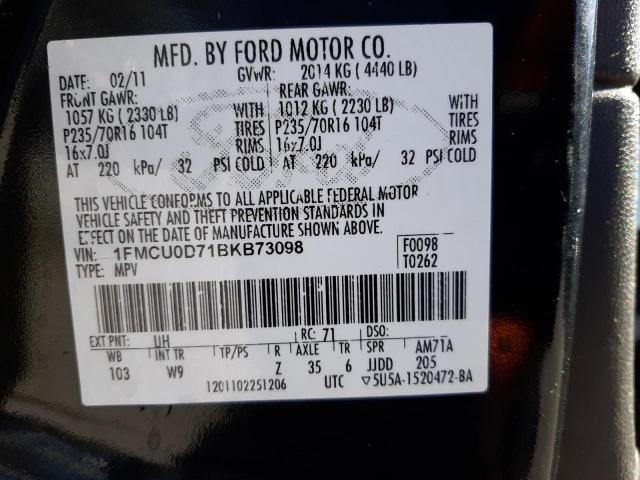 MFD. BY FORD MOTOR CO.
DATE: 02/11 GVWR: 2014 KG ( 4440 LB)
FRONT GAWR: REAR GAWR:
1057 KG ( 2330 LB) WITH 1012 KG ( 2230 LB) WITH
P235/70R16 104T TIRES P235/70R16 104T TIRES
16x7.0J RIMS 16x7.0J RIMS
AT 220 kPa/ 32 PSI COLD AT 220 kPa/ 32 PSI COLD
THIS VEHICLE CONFORMS TO ALL APPLICABLE FEDERAL MOTOR
VEHICLE SAFETY AND THEFT PREVENTION STANDARDS IN
EFFECT ON THE DATE OF MANUFACTURE SHOWN ABOVE.
VIN: 1FMCU0D71BKB73098 F0098
TYPE: MPV T0262
EXT PNT: UH RC: 71 DSO:
WB INT TR TP/PS R AXLE TR SPR AM71A
103 W9 Z 35 6 JJDD 205
1201102251206 UTC ▽5U5A-1520472-BA